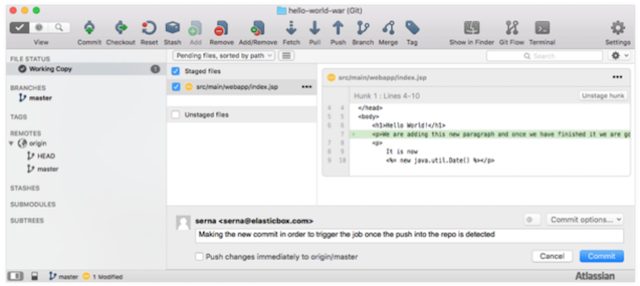 hello-world-war (Git)
View Commit Checkout Reset Stash Add Remove Add/Remove Fetch Pull Push Branch Merge Tag Show in Finder Git Flow Terminal Settings
Pending files, sorted by path
Search
FILE STATUS
Working Copy 1
BRANCHES
master
TAGS
REMOTES
origin
HEAD
master
STASHES
SUBMODULES
SUBTREES
Staged files
src/main/webapp/index.jsp
Unstaged files
src/main/webapp/index.jsp
Hunk 1 : Lines 4-10
Unstage hunk
4 4 </head>
5 5 <body>
6 6 <h1>Hello World!</h1>
7 + <p>We are adding this new paragraph and once we have finished it we are go
7 8 <p>
8 9 It is now
9 10 <%= new java.util.Date() %></p>
serna <serna@elasticbox.com>
Commit options...
Making the new commit in order to trigger the job once the push into the repo is detected
Push changes immediately to origin/master
Cancel
Commit
master 1 Modified
Atlassian